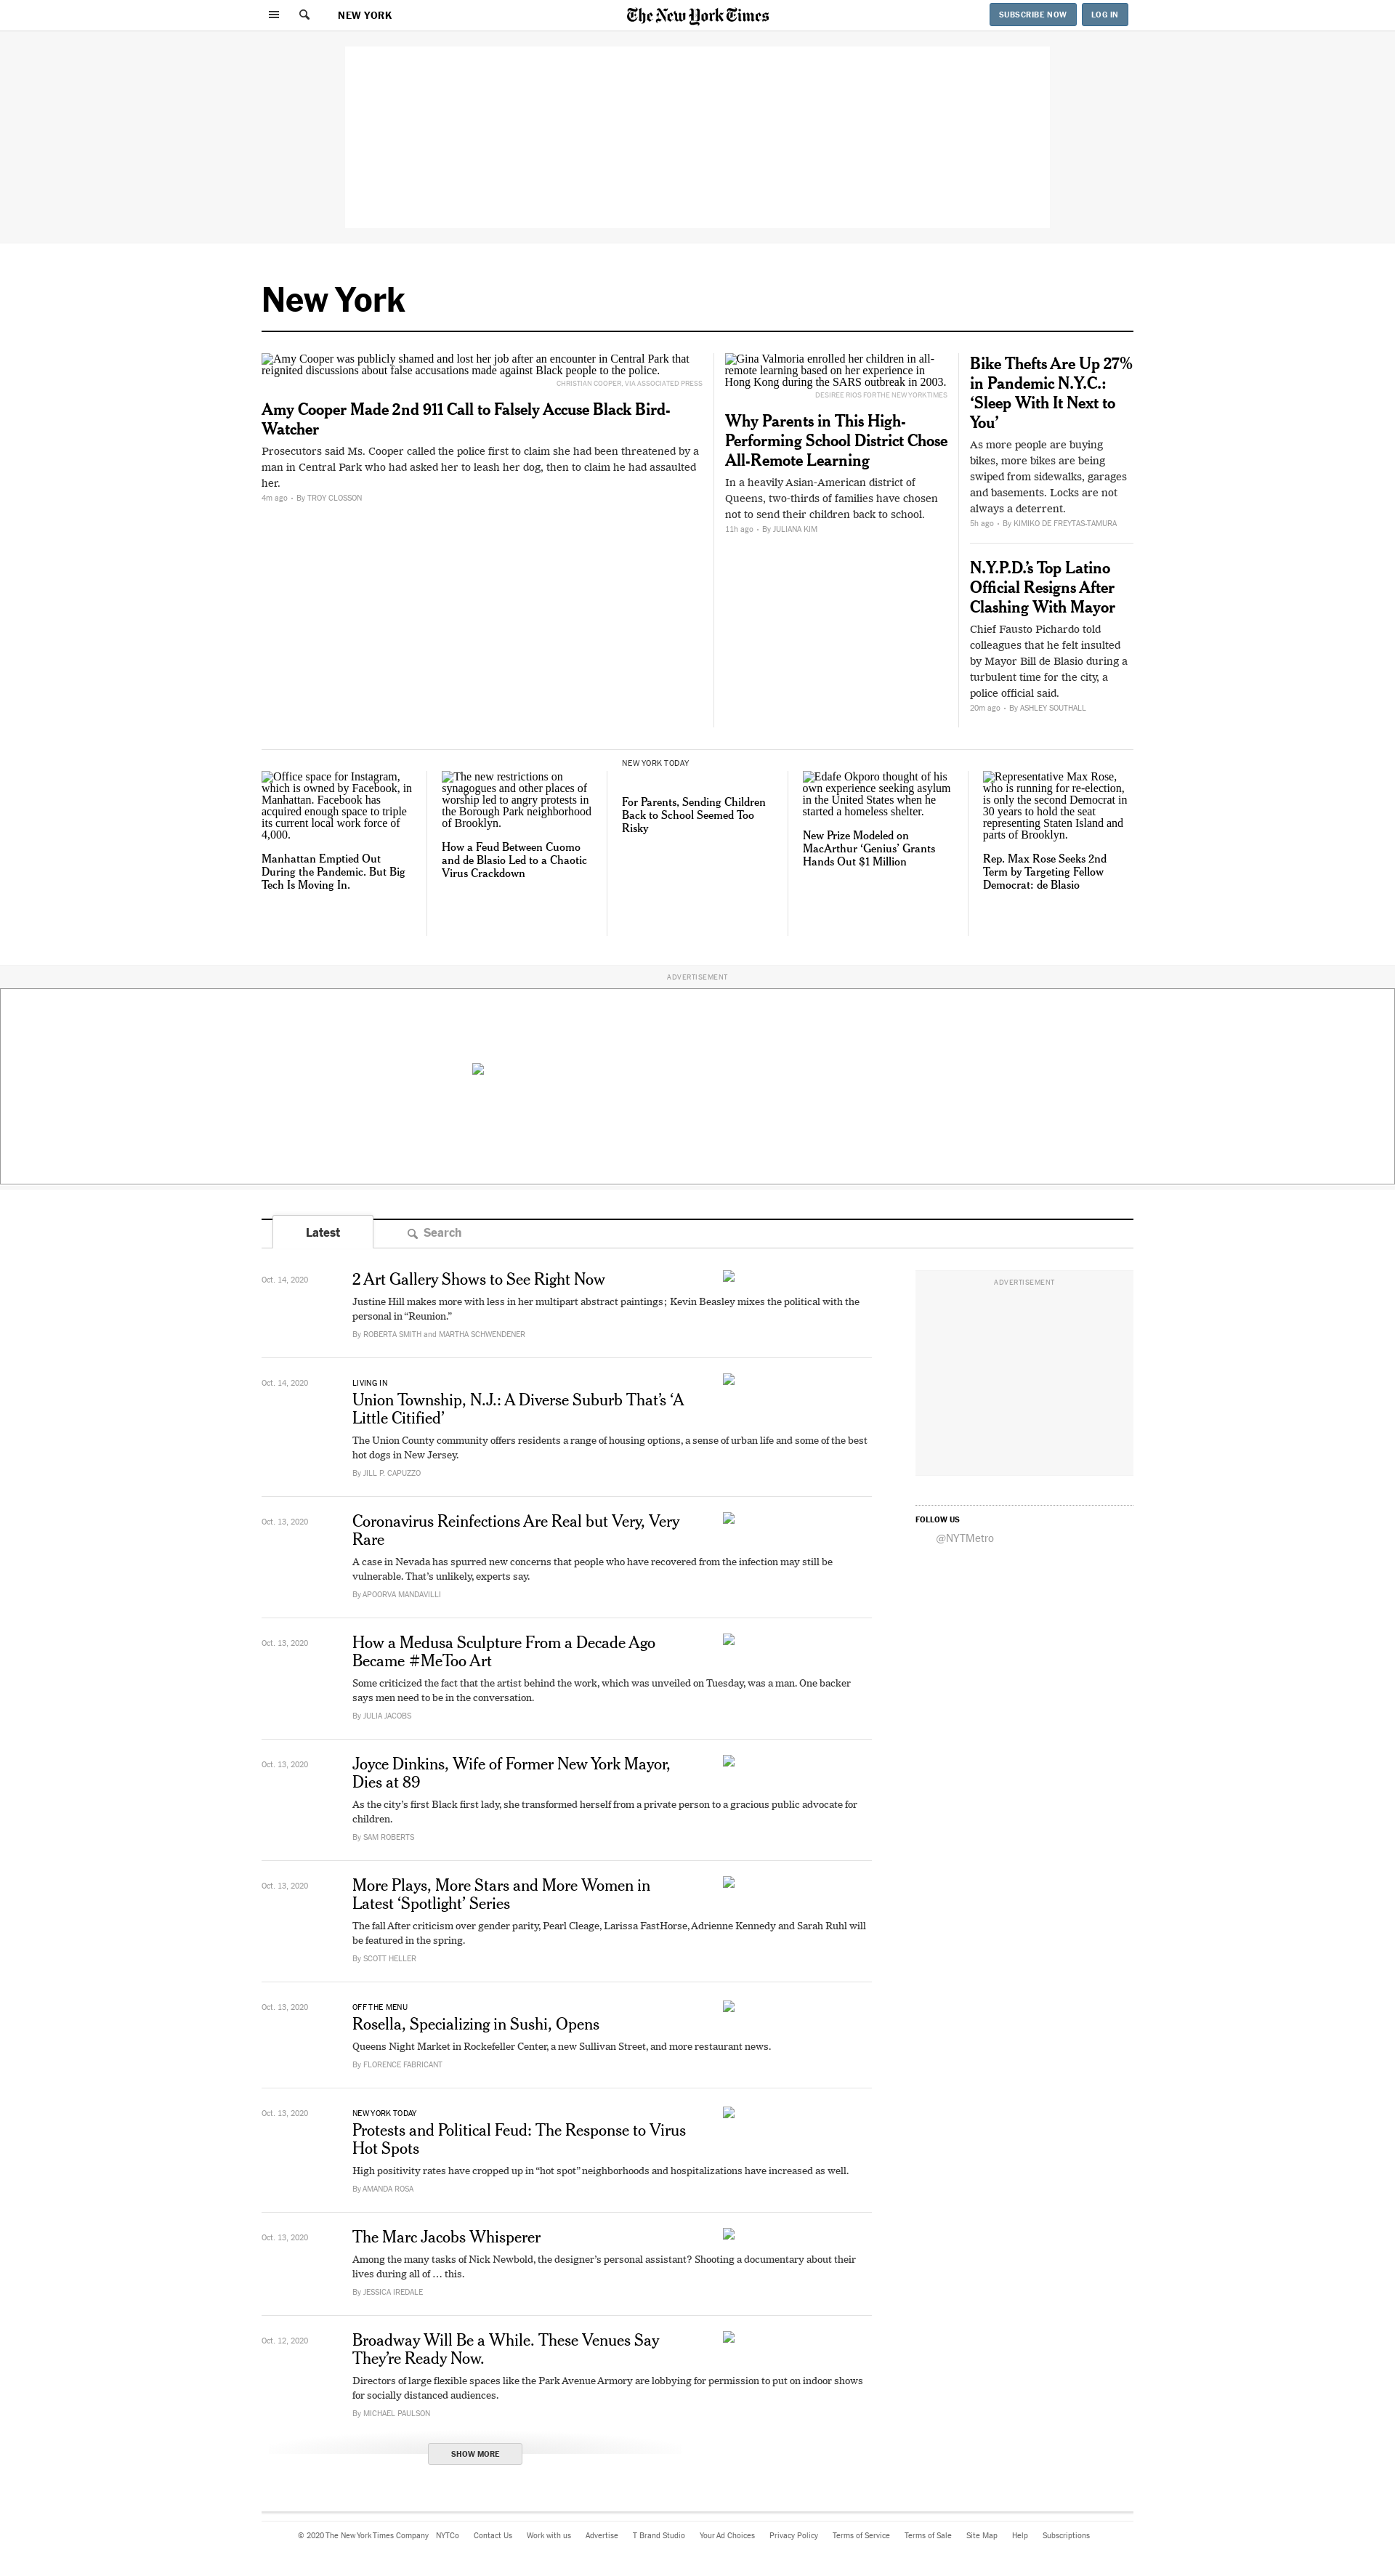 NEW YORK
The New York Times
SUBSCRIBE NOW
LOG IN
New York
Amy Cooper was publicly shamed and lost her job after an encounter in Central Park that
reignited discussions about false accusations made against Black people to the police.
CHRISTIAN COOPER, VIA ASSOCIATED PRESS
Amy Cooper Made 2nd 911 Call to Falsely Accuse Black Bird-
Watcher
Prosecutors said Ms. Cooper called the police first to claim she had been threatened by a
man in Central Park who had asked her to leash her dog, then to claim he had assaulted
her.
4m ago • By TROY CLOSSON
Gina Valmoria enrolled her children in all-
remote learning based on her experience in
Hong Kong during the SARS outbreak in 2003.
DESIREE RIOS FOR THE NEW YORK TIMES
Why Parents in This High-
Performing School District Chose
All-Remote Learning
In a heavily Asian-American district of
Queens, two-thirds of families have chosen
not to send their children back to school.
11h ago • By JULIANA KIM
Bike Thefts Are Up 27%
in Pandemic N.Y.C.:
‘Sleep With It Next to
You’
As more people are buying
bikes, more bikes are being
swiped from sidewalks, garages
and basements. Locks are not
always a deterrent.
5h ago • By KIMIKO DE FREYTAS-TAMURA
N.Y.P.D.’s Top Latino
Official Resigns After
Clashing With Mayor
Chief Fausto Pichardo told
colleagues that he felt insulted
by Mayor Bill de Blasio during a
turbulent time for the city, a
police official said.
20m ago • By ASHLEY SOUTHALL
Office space for Instagram,
which is owned by Facebook, in
Manhattan. Facebook has
acquired enough space to triple
its current local work force of
4,000.
Manhattan Emptied Out
During the Pandemic. But Big
Tech Is Moving In.
The new restrictions on
synagogues and other places of
worship led to angry protests in
the Borough Park neighborhood
of Brooklyn.
How a Feud Between Cuomo
and de Blasio Led to a Chaotic
Virus Crackdown
NEW YORK TODAY
For Parents, Sending Children
Back to School Seemed Too
Risky
Edafe Okporo thought of his
own experience seeking asylum
in the United States when he
started a homeless shelter.
New Prize Modeled on
MacArthur ‘Genius’ Grants
Hands Out $1 Million
Representative Max Rose,
who is running for re-election,
is only the second Democrat in
30 years to hold the seat
representing Staten Island and
parts of Brooklyn.
Rep. Max Rose Seeks 2nd
Term by Targeting Fellow
Democrat: de Blasio
ADVERTISEMENT
Latest
Search
Oct. 14, 2020
2 Art Gallery Shows to See Right Now
Justine Hill makes more with less in her multipart abstract paintings; Kevin Beasley mixes the political with the
personal in “Reunion.”
By ROBERTA SMITH and MARTHA SCHWENDENER
Oct. 14, 2020
LIVING IN
Union Township, N.J.: A Diverse Suburb That’s ‘A
Little Citified’
The Union County community offers residents a range of housing options, a sense of urban life and some of the best
hot dogs in New Jersey.
By JILL P. CAPUZZO
Oct. 13, 2020
Coronavirus Reinfections Are Real but Very, Very
Rare
A case in Nevada has spurred new concerns that people who have recovered from the infection may still be
vulnerable. That’s unlikely, experts say.
By APOORVA MANDAVILLI
Oct. 13, 2020
How a Medusa Sculpture From a Decade Ago
Became #MeToo Art
Some criticized the fact that the artist behind the work, which was unveiled on Tuesday, was a man. One backer
says men need to be in the conversation.
By JULIA JACOBS
Oct. 13, 2020
Joyce Dinkins, Wife of Former New York Mayor,
Dies at 89
As the city’s first Black first lady, she transformed herself from a private person to a gracious public advocate for
children.
By SAM ROBERTS
Oct. 13, 2020
More Plays, More Stars and More Women in
Latest ‘Spotlight’ Series
The fall After criticism over gender parity, Pearl Cleage, Larissa FastHorse, Adrienne Kennedy and Sarah Ruhl will
be featured in the spring.
By SCOTT HELLER
Oct. 13, 2020
OFF THE MENU
Rosella, Specializing in Sushi, Opens
Queens Night Market in Rockefeller Center, a new Sullivan Street, and more restaurant news.
By FLORENCE FABRICANT
Oct. 13, 2020
NEW YORK TODAY
Protests and Political Feud: The Response to Virus
Hot Spots
High positivity rates have cropped up in “hot spot” neighborhoods and hospitalizations have increased as well.
By AMANDA ROSA
Oct. 13, 2020
The Marc Jacobs Whisperer
Among the many tasks of Nick Newbold, the designer’s personal assistant? Shooting a documentary about their
lives during all of … this.
By JESSICA IREDALE
Oct. 12, 2020
Broadway Will Be a While. These Venues Say
They’re Ready Now.
Directors of large flexible spaces like the Park Avenue Armory are lobbying for permission to put on indoor shows
for socially distanced audiences.
By MICHAEL PAULSON
SHOW MORE
ADVERTISEMENT
FOLLOW US
@NYTMetro
© 2020 The New York Times Company
NYTCo
Contact Us
Work with us
Advertise
T Brand Studio
Your Ad Choices
Privacy Policy
Terms of Service
Terms of Sale
Site Map
Help
Subscriptions